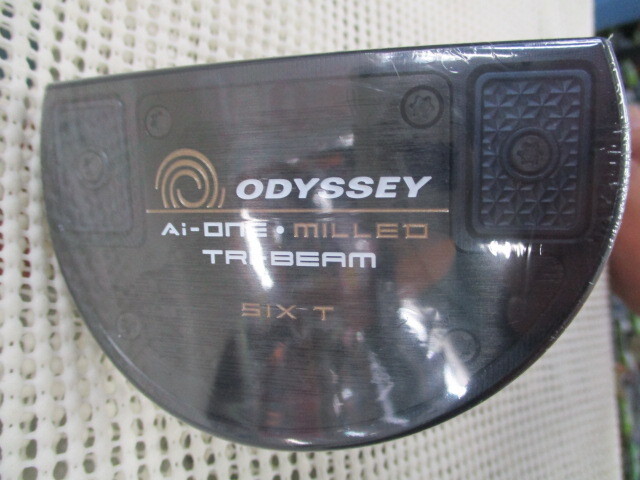 ODYSSEY
Ai-ONE • MILLED
TRI-BEAM
SIX T